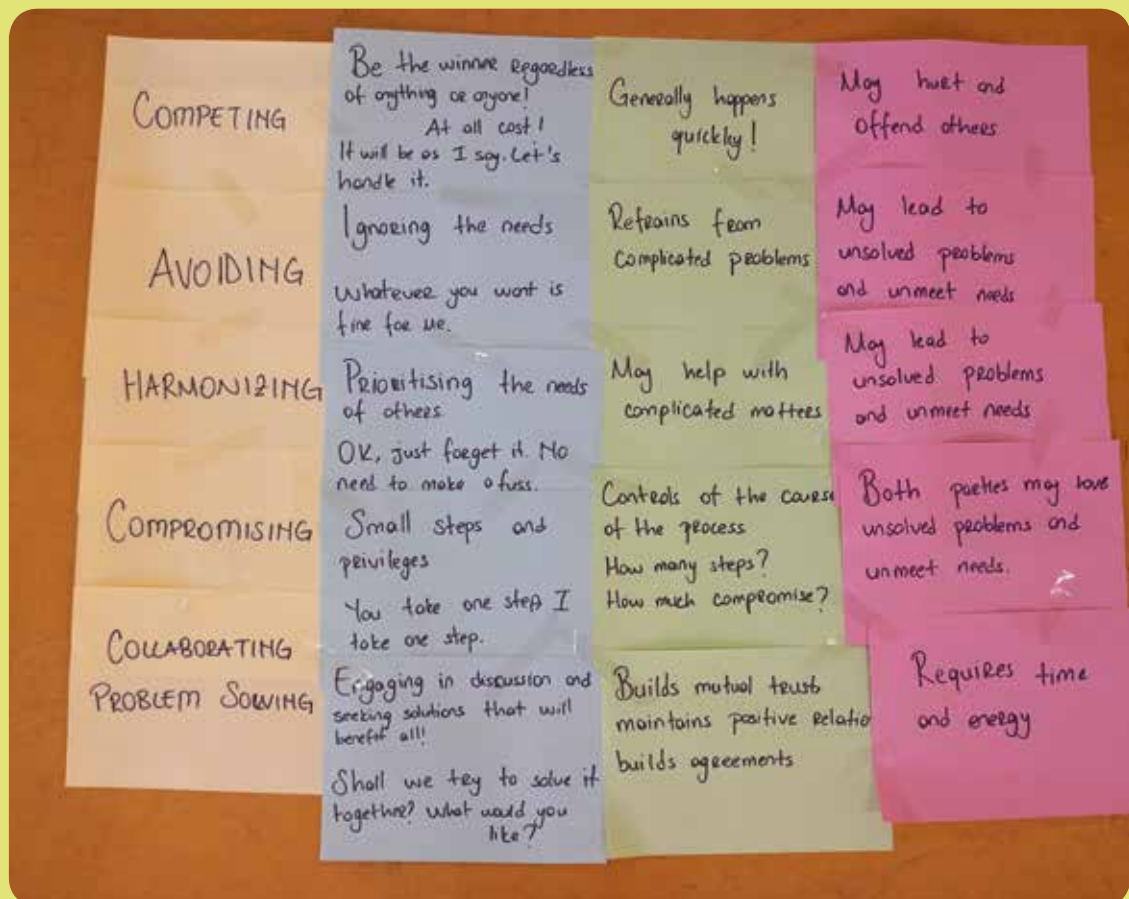 COMPETING
Be the winner regardless
of anything or anyone!
At all cost!
It will be as I say. Let's
handle it.
Generally happens
quickly!
May hurt and
offend others
AVOIDING
Ignoring the needs
Whatever you want is
fine for me.
Refrains from
complicated problems
May lead to
unsolved problems
and unmeet needs
HARMONIZING
Prioritising the needs
of others
OK, just forget it. No
need to make a fuss.
May help with
complicated matters
May lead to
unsolved problems
and unmeet needs
COMPROMISING
Small steps and
privileges
You take one step I
take one step.
Controls of the course
of the process
How many steps?
How much compromise?
Both parties may have
unsolved problems and
unmeet needs.
COLLABORATING
PROBLEM SOLVING
Engaging in discussion and
seeking solutions that will
benefit all!
Shall we try to solve it
together? What would you
like?
Builds mutual trust
maintains positive relatio
builds agreements
Requires time
and energy